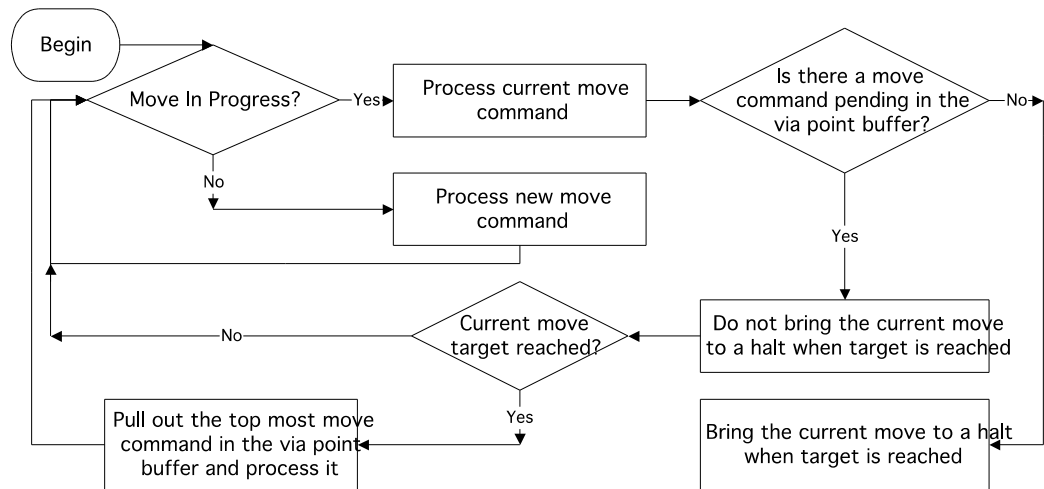 Begin
Move In Progress?
Yes
Process current move
command
Is there a move
command pending in the
via point buffer?
No
No
Process new move
command
Yes
Current move
target reached?
No
Do not bring the current move
to a halt when target is reached
Yes
Pull out the top most move
command in the via point
buffer and process it
Bring the current move to a halt
when target is reached